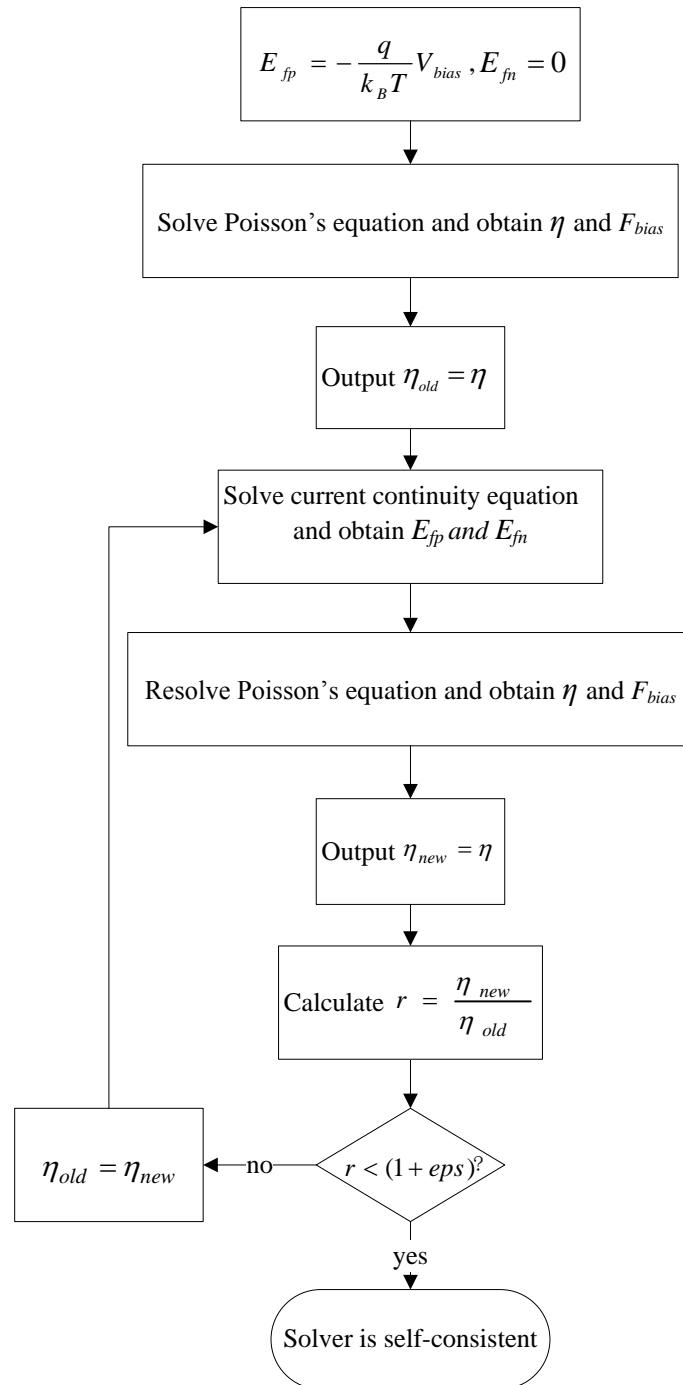 E_fp = −q/(k_B T) V_bias, E_fn = 0
Solve Poisson's equation and obtain η and F_bias
Output η_old = η
Solve current continuity equation
and obtain E_fp and E_fn
Resolve Poisson's equation and obtain η and F_bias
Output η_new = η
Calculate r = η_new/η_old
η_old = η_new
no
r < (1 + eps)?
yes
Solver is self-consistent